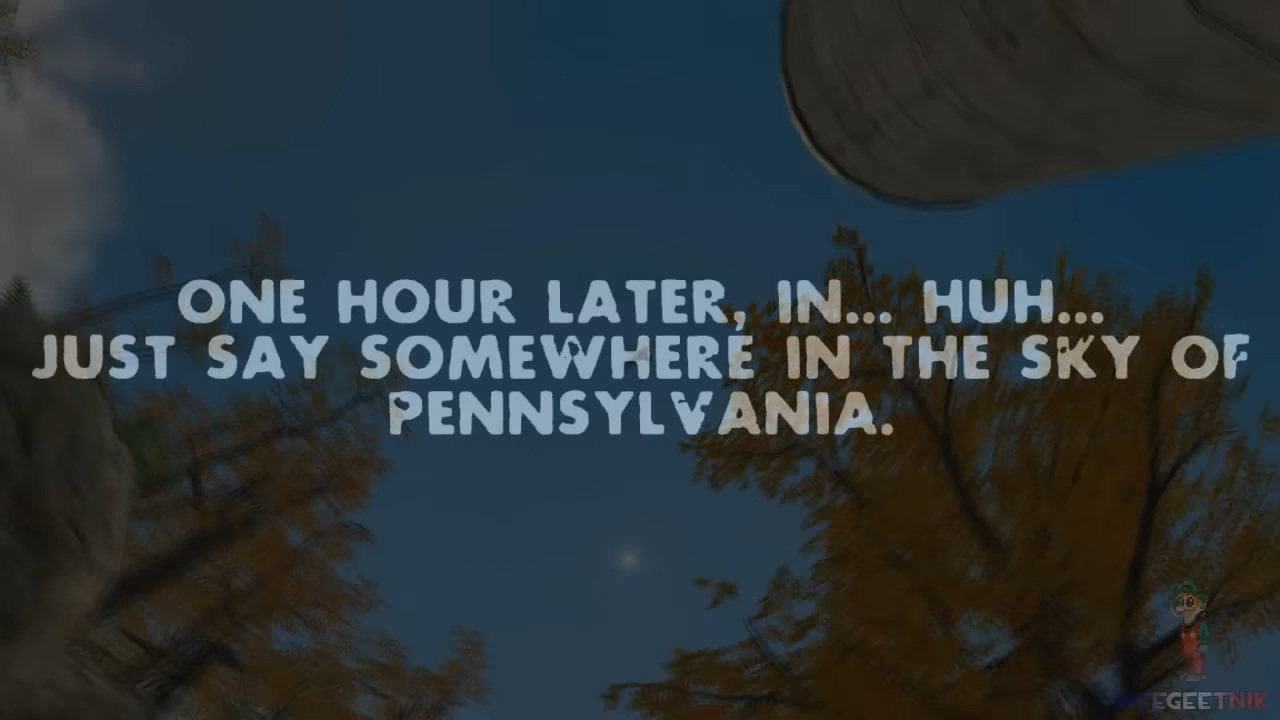 ONE HOUR LATER, IN... HUH...
JUST SAY SOMEWHERE IN THE SKY OF
PENNSYLVANIA.